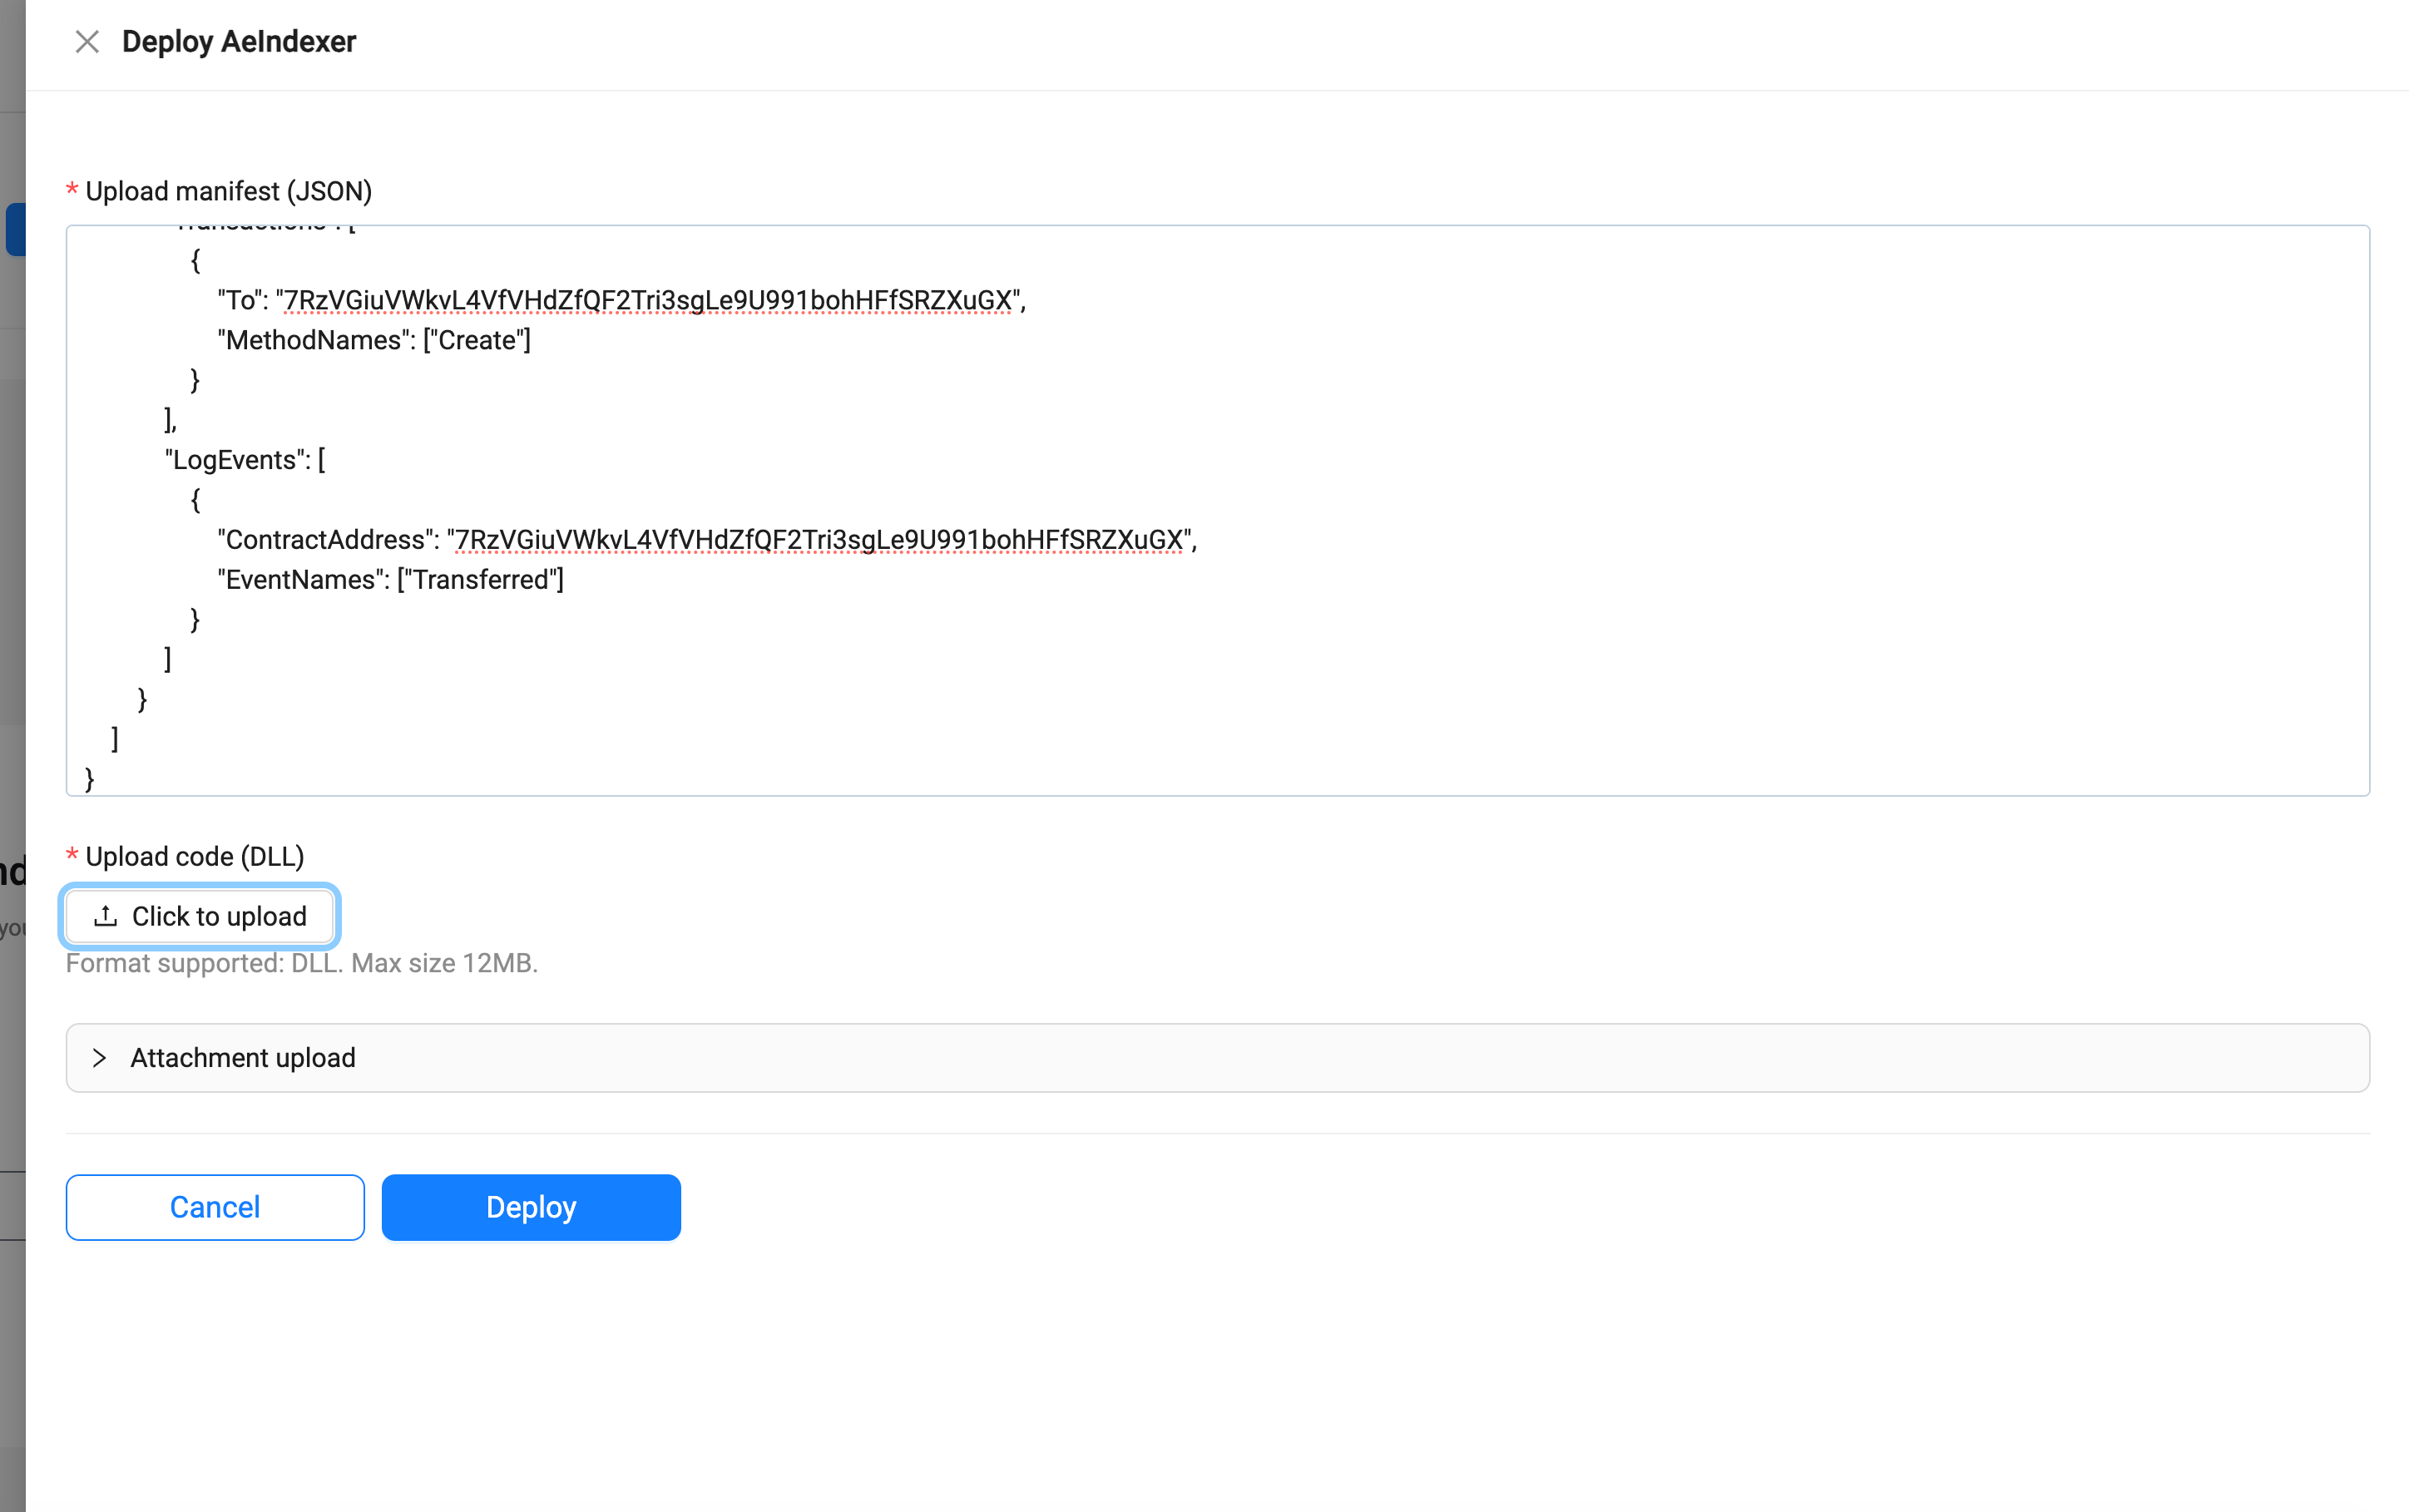 Deploy AeIndexer
* Upload manifest (JSON)
"Transactions": [
{
"To": "7RzVGiuVWkvL4VfVHdZfQF2Tri3sgLe9U991bohHFfSRZXuGX",
"MethodNames": ["Create"]
}
],
"LogEvents": [
{
"ContractAddress": "7RzVGiuVWkvL4VfVHdZfQF2Tri3sgLe9U991bohHFfSRZXuGX",
"EventNames": ["Transferred"]
}
]
}
]
}
* Upload code (DLL)
Click to upload
Format supported: DLL. Max size 12MB.
Attachment upload
Cancel
Deploy